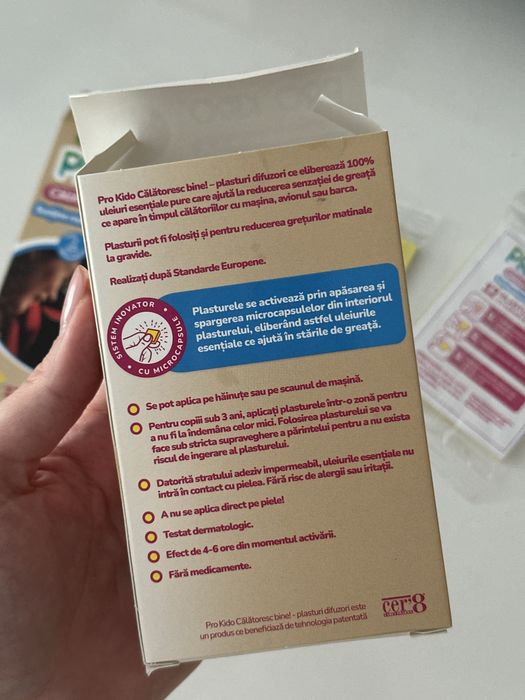 Pro Kido Călătoresc bine! – plasturi difuzori ce eliberează 100%
uleiuri esențiale pure care ajută la reducerea senzației de greață
ce apare în timpul călătoriilor cu mașina, avionul sau barca.
Plasturii pot fi folosiți și pentru reducerea grețurilor matinale
la gravide.
Realizați după Standarde Europene.
SISTEM INOVATOR
• CU MICROCAPSULE •
Plasturele se activează prin apăsarea și
spargerea microcapsulelor din interiorul
plasturelui, eliberând astfel uleiurile
esențiale ce ajută în stările de greață.
Se pot aplica pe hăinuțe sau pe scaunul de mașină.
Pentru copiii sub 3 ani, aplicați plasturele într-o zonă pentru
a nu fi la îndemâna celor mici. Folosirea plasturelui se va
face sub stricta supraveghere a părintelui pentru a nu exista
riscul de ingerare al plasturelui.
Datorită stratului adeziv impermeabil, uleiurile esențiale nu
intră în contact cu pielea. Fără risc de alergii sau iritații.
A nu se aplica direct pe piele!
Testat dermatologic.
Efect de 4-6 ore din momentul activării.
Fără medicamente.
Pro Kido Călătoresc bine! - plasturi difuzori este
un produs ce beneficiază de tehnologia patentată
cer'8